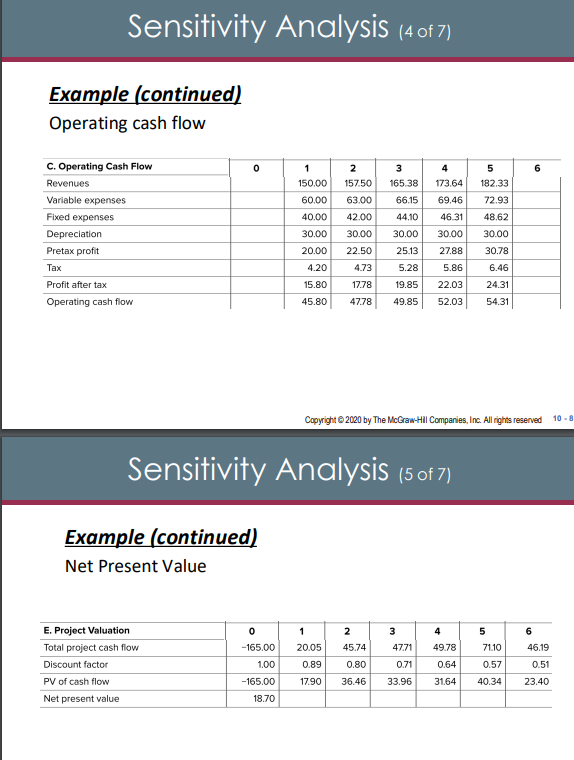 Sensitivity Analysis (4 of 7)
Example (continued)
Operating cash flow
C. Operating Cash Flow 0 1 2 3 4 5 6
Revenues 150.00 157.50 165.38 173.64 182.33
Variable expenses 60.00 63.00 66.15 69.46 72.93
Fixed expenses 40.00 42.00 44.10 46.31 48.62
Depreciation 30.00 30.00 30.00 30.00 30.00
Pretax profit 20.00 22.50 25.13 27.88 30.78
Tax 4.20 4.73 5.28 5.86 6.46
Profit after tax 15.80 17.78 19.85 22.03 24.31
Operating cash flow 45.80 47.78 49.85 52.03 54.31
Copyright © 2020 by The McGraw-Hill Companies, Inc. All rights reserved 10 - 8
Sensitivity Analysis (5 of 7)
Example (continued)
Net Present Value
E. Project Valuation 0 1 2 3 4 5 6
Total project cash flow −165.00 20.05 45.74 47.71 49.78 71.10 46.19
Discount factor 1.00 0.89 0.80 0.71 0.64 0.57 0.51
PV of cash flow −165.00 17.90 36.46 33.96 31.64 40.34 23.40
Net present value 18.70